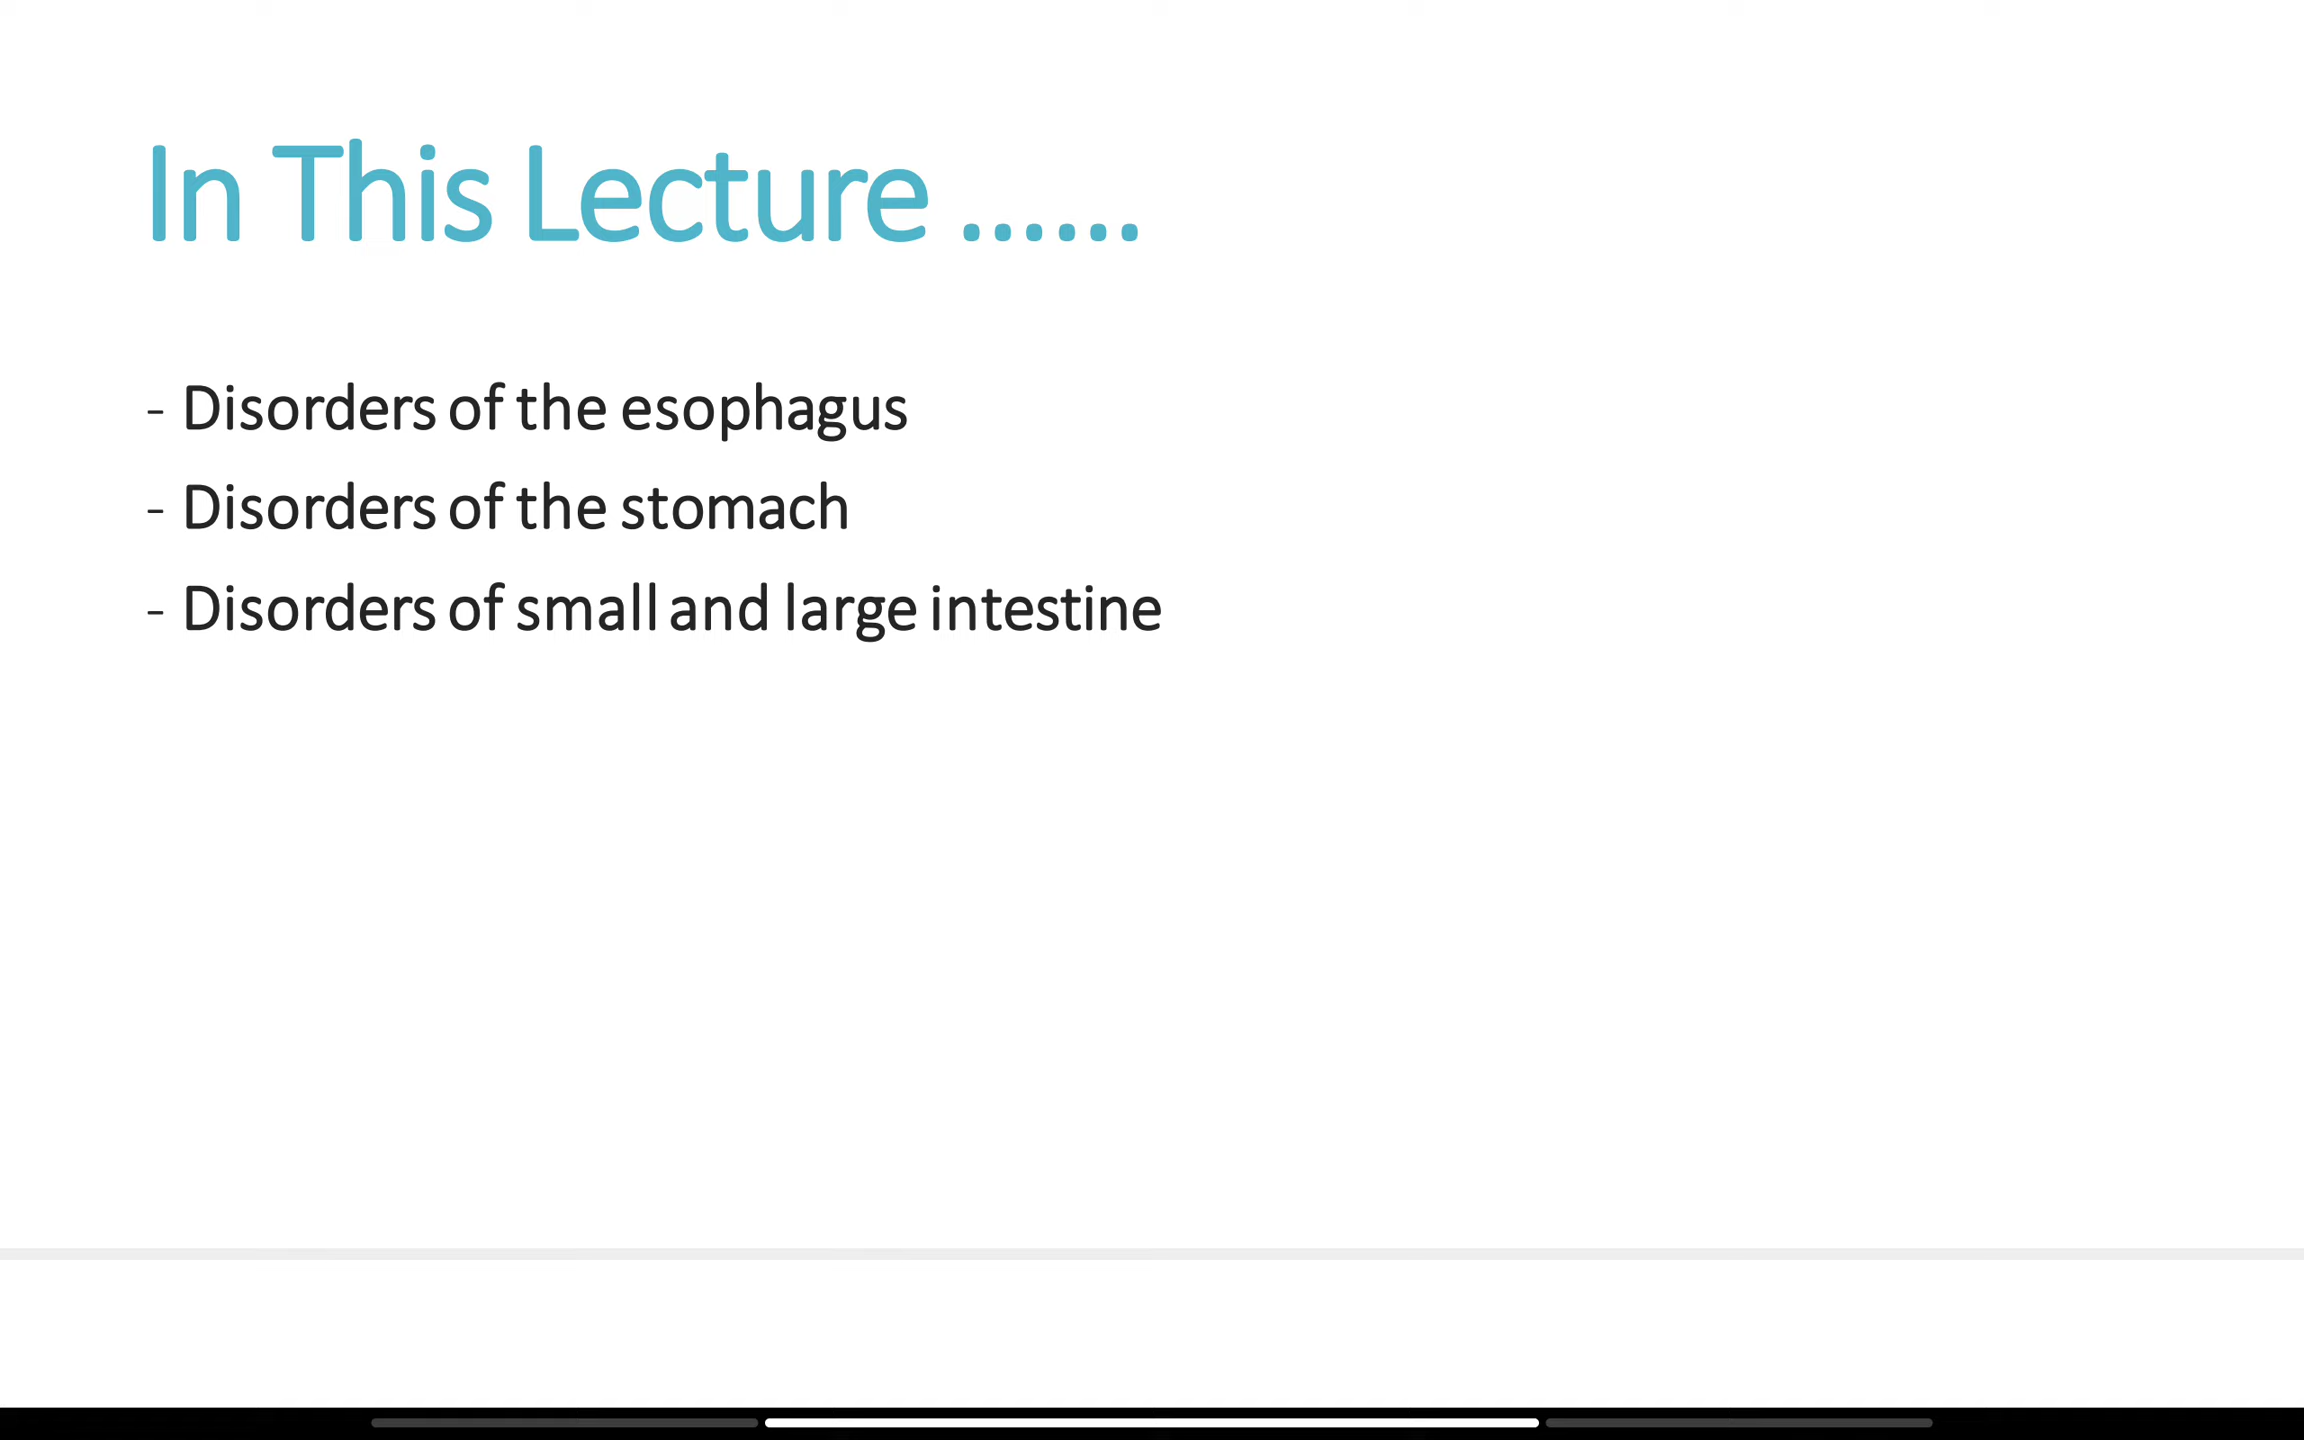 In This Lecture ......
- Disorders of the esophagus
- Disorders of the stomach
- Disorders of small and large intestine